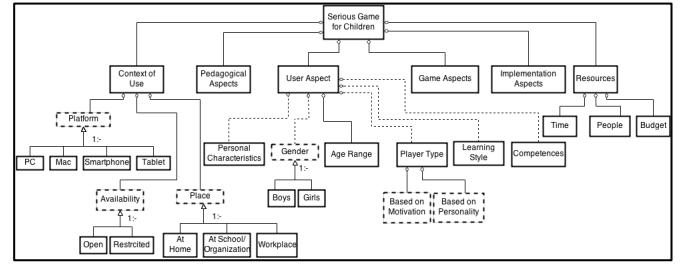 Serious Game
for Children
Context of
Use
Pedagogical
Aspects
User Aspect
Game Aspects
Implementation
Aspects
Resources
Platform
1:-
PC
Mac
Smartphone
Tablet
Time
People
Budget
Personal
Characteristics
Gender
1:-
Age Range
Player Type
Learning
Style
Competences
Availability
1:-
Place
1:-
Boys
Girls
Based on
Motivation
Based on
Personality
Open
Restrcited
At
Home
At School/
Organization
Workplace